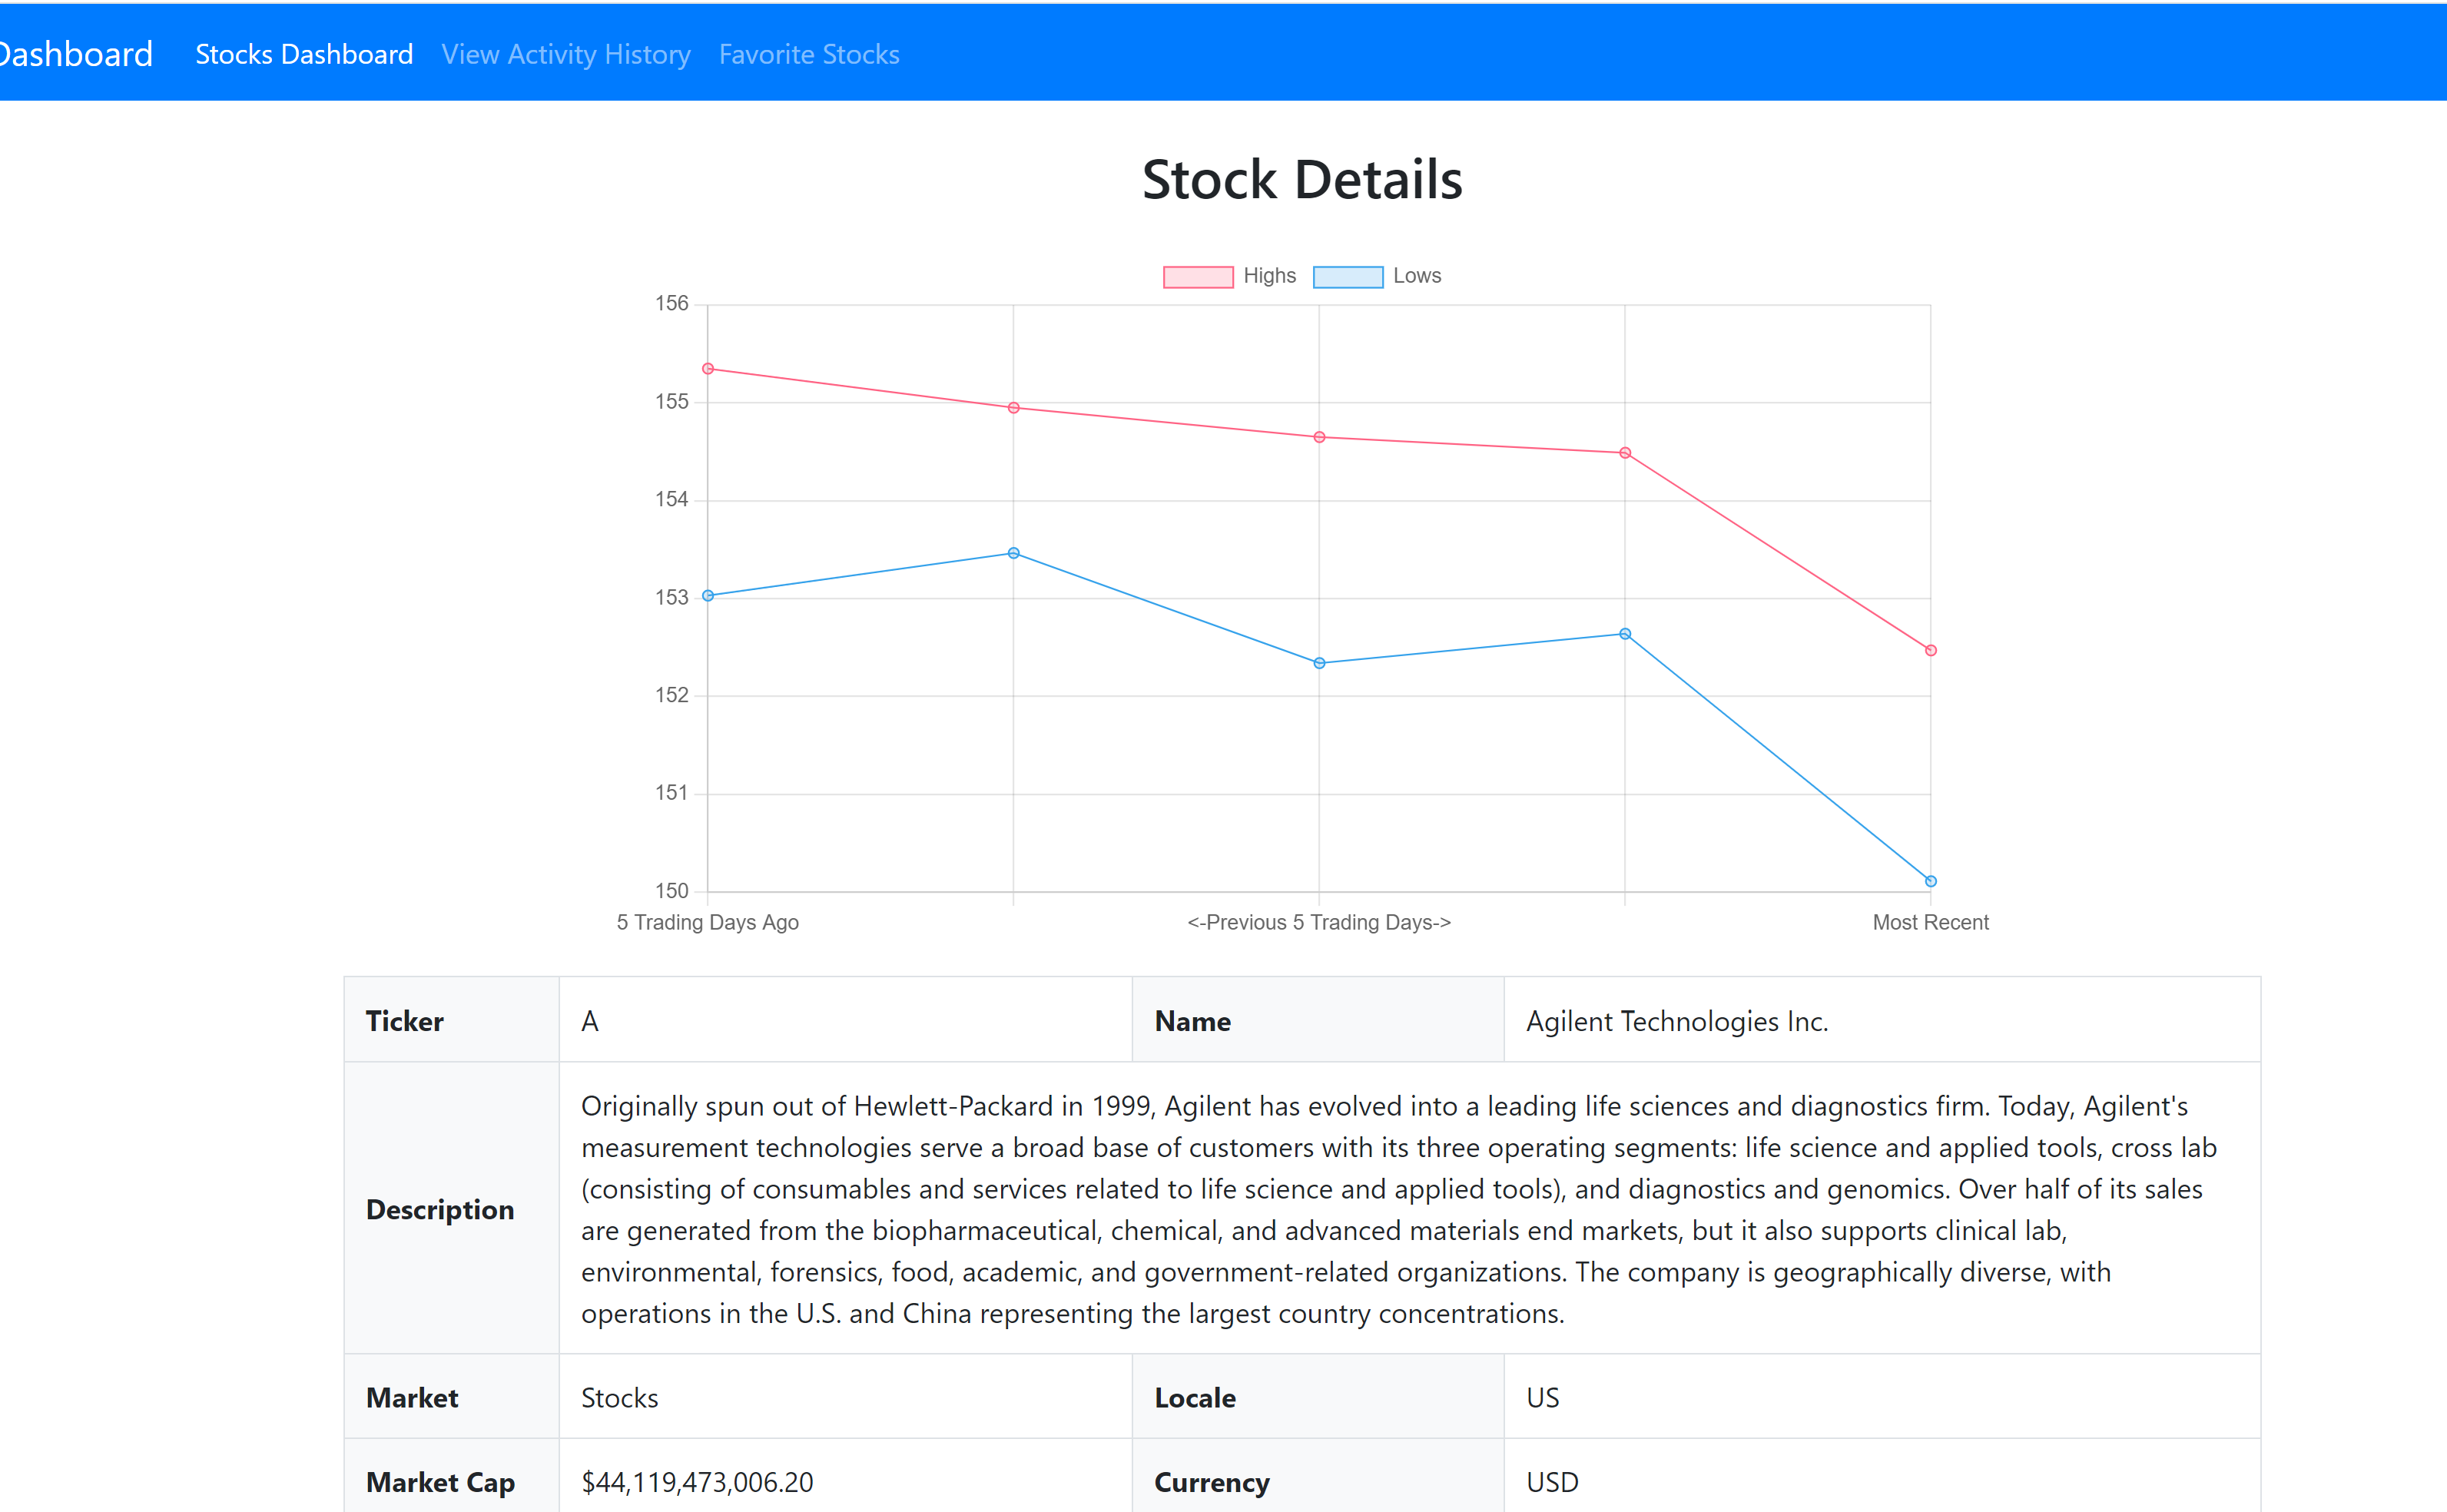 Dashboard Stocks Dashboard View Activity History Favorite Stocks
Stock Details
Highs Lows
156
155
154
153
152
151
150
5 Trading Days Ago <-Previous 5 Trading Days-> Most Recent
Ticker A Name Agilent Technologies Inc.
Originally spun out of Hewlett-Packard in 1999, Agilent has evolved into a leading life sciences and diagnostics firm. Today, Agilent's
measurement technologies serve a broad base of customers with its three operating segments: life science and applied tools, cross lab
(consisting of consumables and services related to life science and applied tools), and diagnostics and genomics. Over half of its sales
Description
are generated from the biopharmaceutical, chemical, and advanced materials end markets, but it also supports clinical lab,
environmental, forensics, food, academic, and government-related organizations. The company is geographically diverse, with
operations in the U.S. and China representing the largest country concentrations.
Market Stocks Locale US
Market Cap $44,119,473,006.20 Currency USD